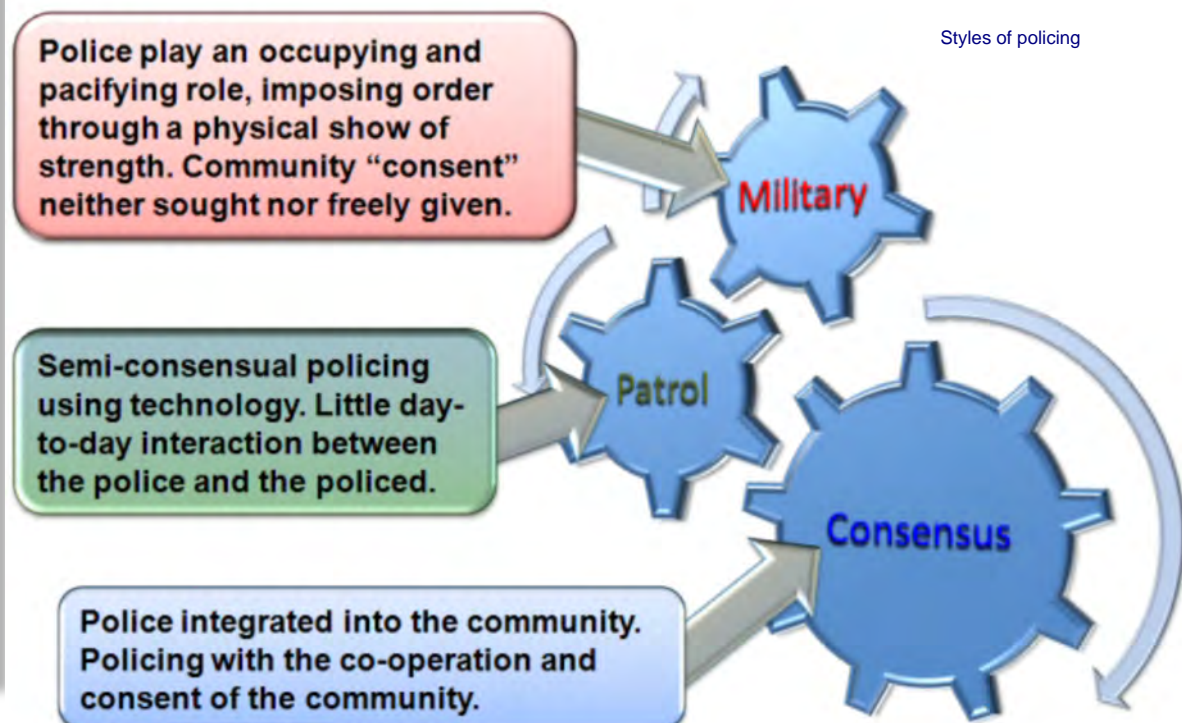 Styles of policing
Police play an occupying and
pacifying role, imposing order
through a physical show of
strength. Community “consent”
neither sought nor freely given.
Military
Semi-consensual policing
using technology. Little day-
to-day interaction between
the police and the policed.
Patrol
Police integrated into the community.
Policing with the co-operation and
consent of the community.
Consensus